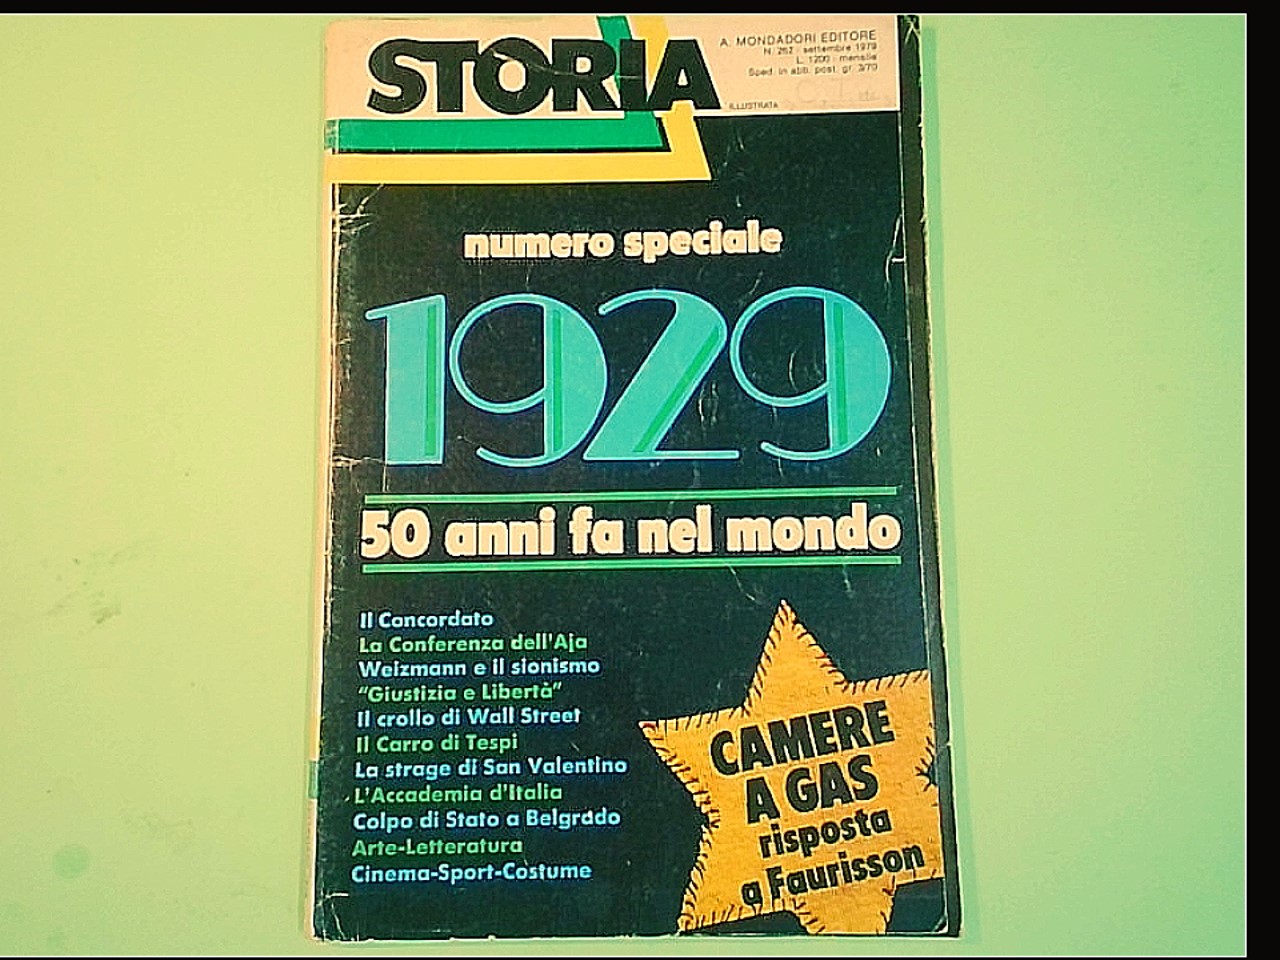 STORIA
ILLUSTRATA
A. MONDADORI EDITORE
N. 262 - settembre 1979
L. 1200 - mensile
Sped. in abb. post. gr. 3/70
numero speciale
1929
50 anni fa nel mondo
Il Concordato
La Conferenza dell'Aja
Weizmann e il sionismo
"Giustizia e Libertà"
Il crollo di Wall Street
Il Carro di Tespi
La strage di San Valentino
L'Accademia d'Italia
Colpo di Stato a Belgrado
Arte-Letteratura
Cinema-Sport-Costume
CAMERE
A GAS
risposta
a Faurisson